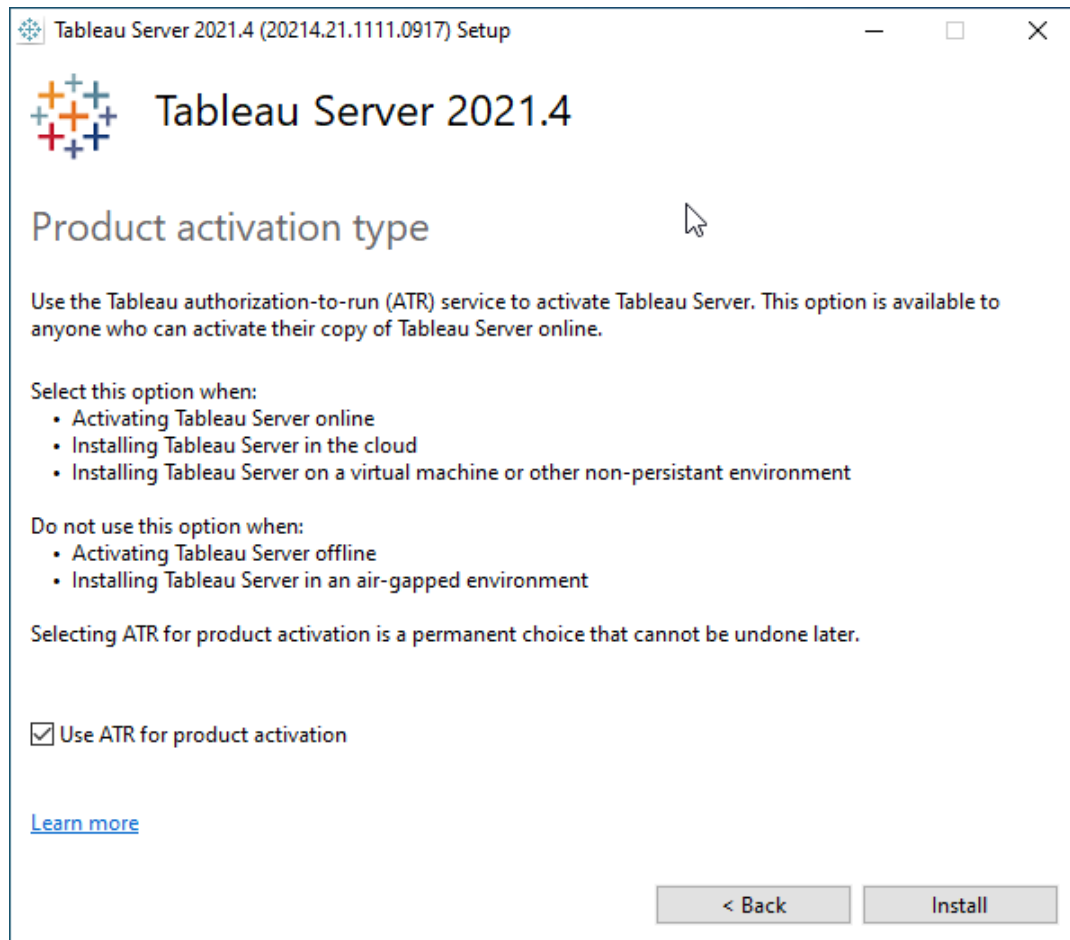 Tableau Server 2021.4 (20214.21.1111.0917) Setup
Tableau Server 2021.4
Product activation type
Use the Tableau authorization-to-run (ATR) service to activate Tableau Server. This option is available to
anyone who can activate their copy of Tableau Server online.
Select this option when:
• Activating Tableau Server online
• Installing Tableau Server in the cloud
• Installing Tableau Server on a virtual machine or other non-persistant environment
Do not use this option when:
• Activating Tableau Server offline
• Installing Tableau Server in an air-gapped environment
Selecting ATR for product activation is a permanent choice that cannot be undone later.
Use ATR for product activation
Learn more
< Back Install